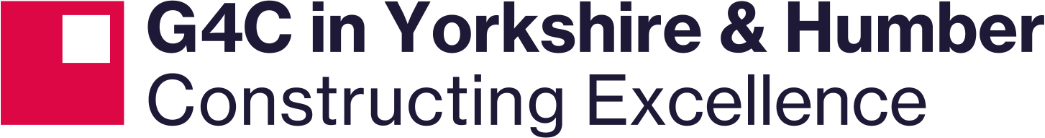 G4C in Yorkshire & Humber
Constructing Excellence